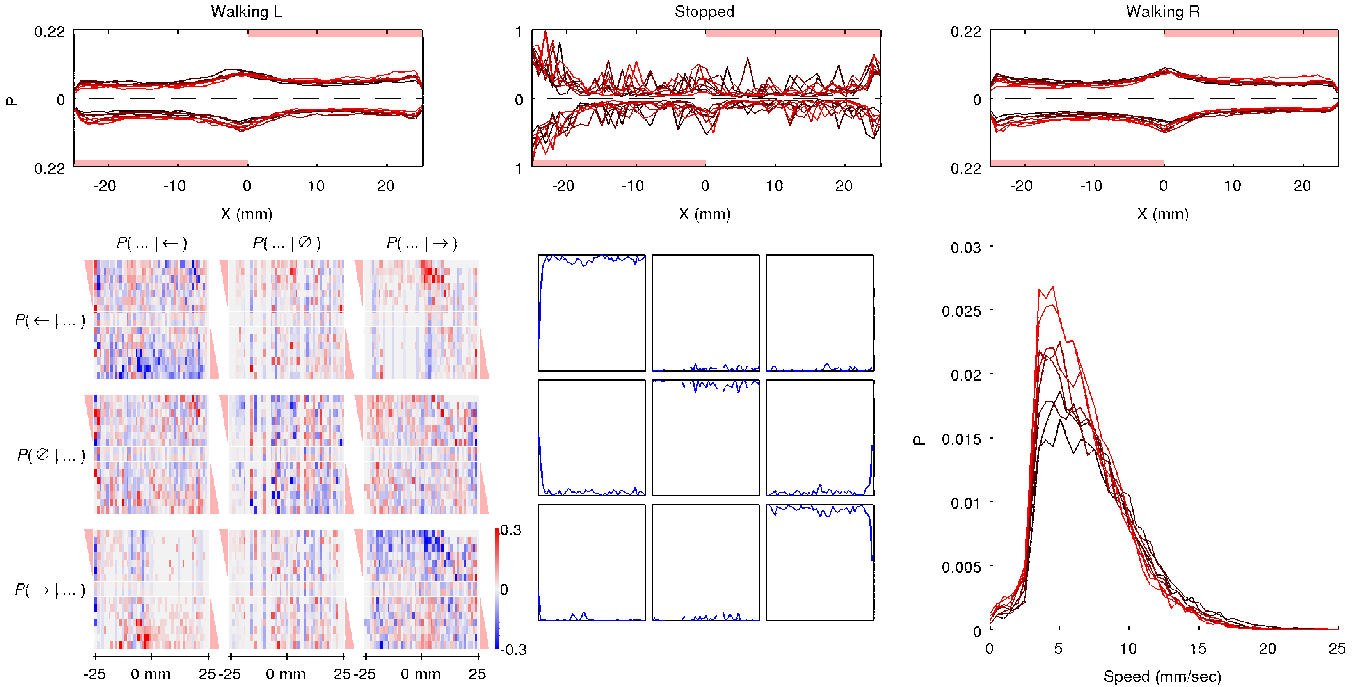 Walking L
Stopped
Walking R
0.22
0
0.22
P
-20
-10
0
10
20
X (mm)
1
0
1
-20
-10
0
10
20
X (mm)
0.22
0
0.22
-20
-10
0
10
20
X (mm)
P( ... | ← )
P( ... | ∅ )
P( ... | → )
P( ← | ... )
P( ∅ | ... )
P( → | ... )
0.3
0
-0.3
-25
0 mm
25
-25
0 mm
25
-25
0 mm
25
0.03
0.025
0.02
0.015
0.01
0.005
0
P
0
5
10
15
20
25
Speed (mm/sec)